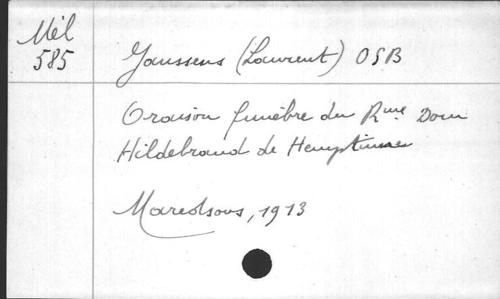 Mél
585
Janssens (Laurent) OSB
Oraison funèbre du Rme Dom
Hildebrand de Hemptinne
Maredsous, 1913